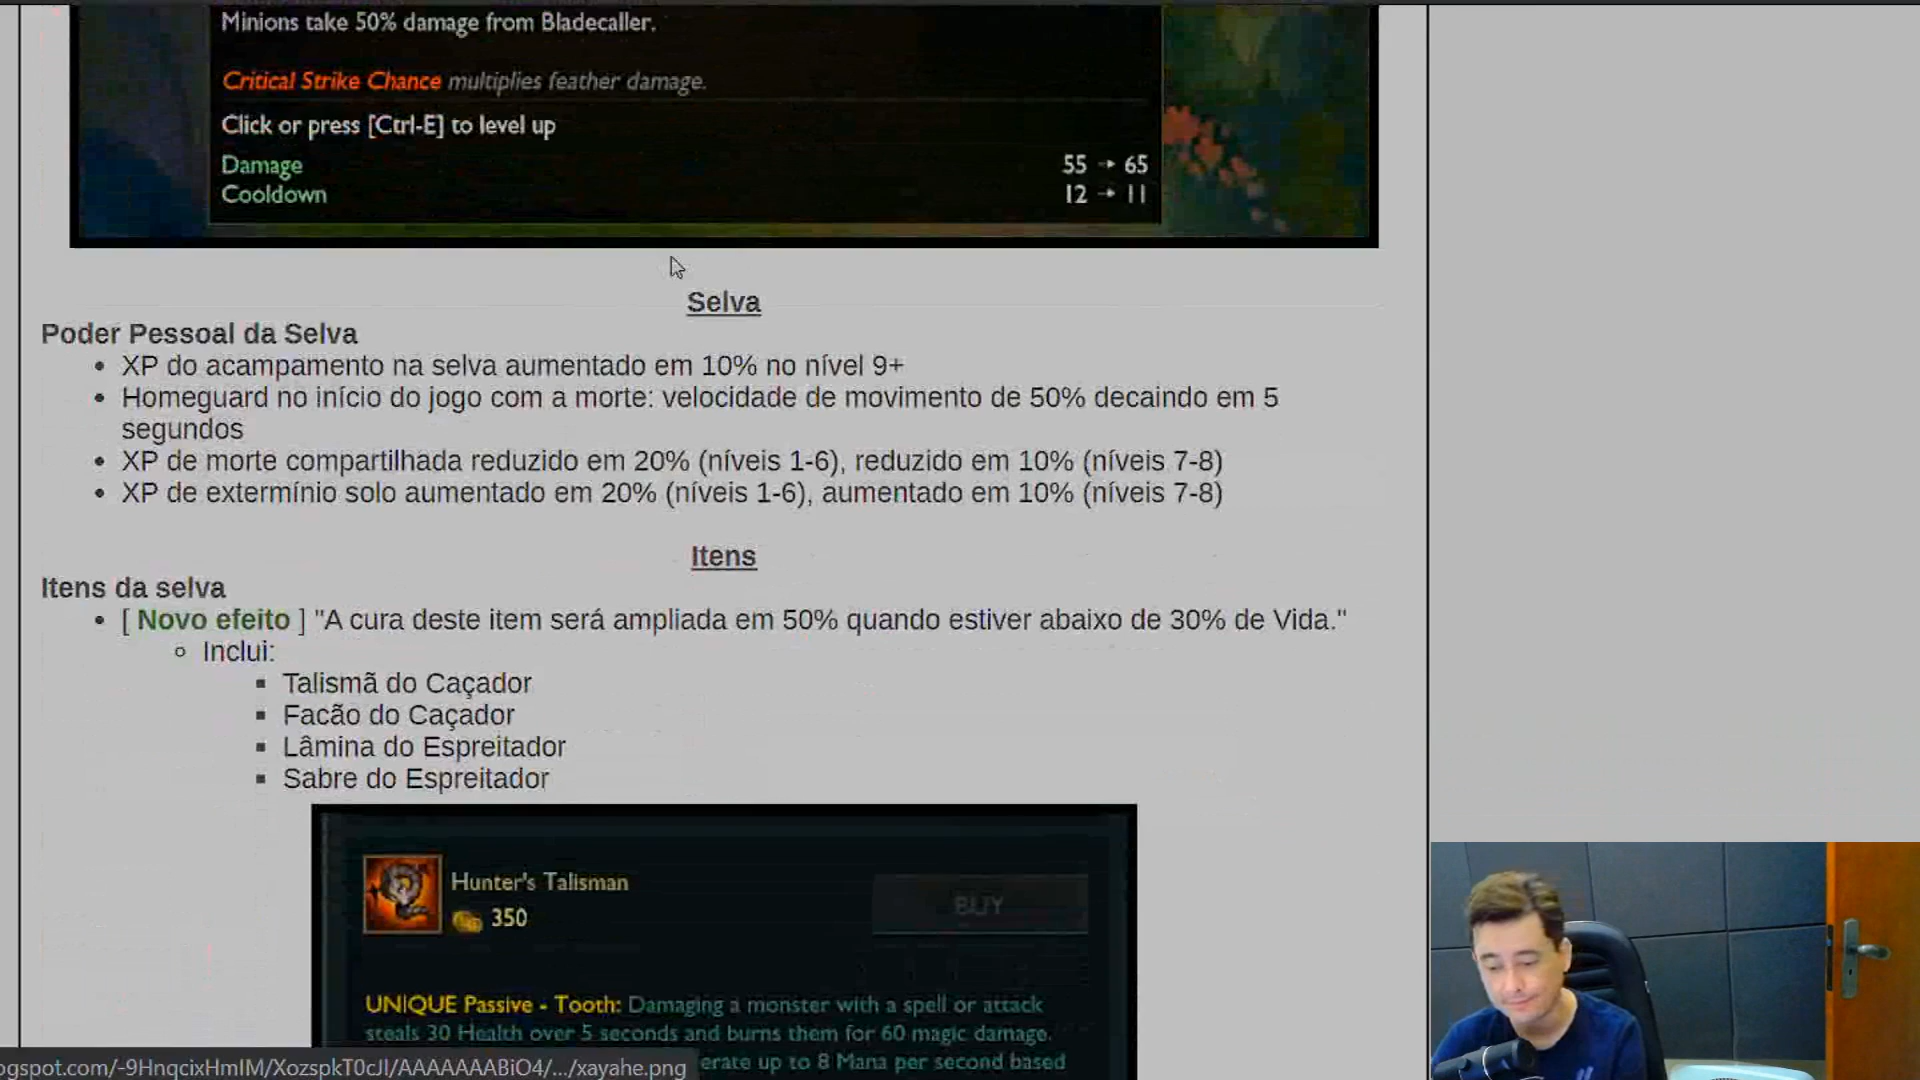 Minions take 50% damage from Bladecaller.
Critical Strike Chance multiplies feather damage.
Click or press [Ctrl-E] to level up
Damage 55 → 65
Cooldown 12 → 11
Selva
Poder Pessoal da Selva
• XP do acampamento na selva aumentado em 10% no nível 9+
• Homeguard no início do jogo com a morte: velocidade de movimento de 50% decaindo em 5
segundos
• XP de morte compartilhada reduzido em 20% (níveis 1-6), reduzido em 10% (níveis 7-8)
• XP de extermínio solo aumentado em 20% (níveis 1-6), aumentado em 10% (níveis 7-8)
Itens
Itens da selva
• [ Novo efeito ] "A cura deste item será ampliada em 50% quando estiver abaixo de 30% de Vida."
Inclui:
Talismã do Caçador
Facão do Caçador
Lâmina do Espreitador
Sabre do Espreitador
Hunter's Talisman
350
BUY
UNIQUE Passive - Tooth: Damaging a monster with a spell or attack
steals 30 Health over 5 seconds and burns them for 60 magic damage.
erate up to 8 Mana per second based
ogspot.com/-9HnqcixHmIM/XozspkT0cJI/AAAAAAABiO4/.../xayahe.png